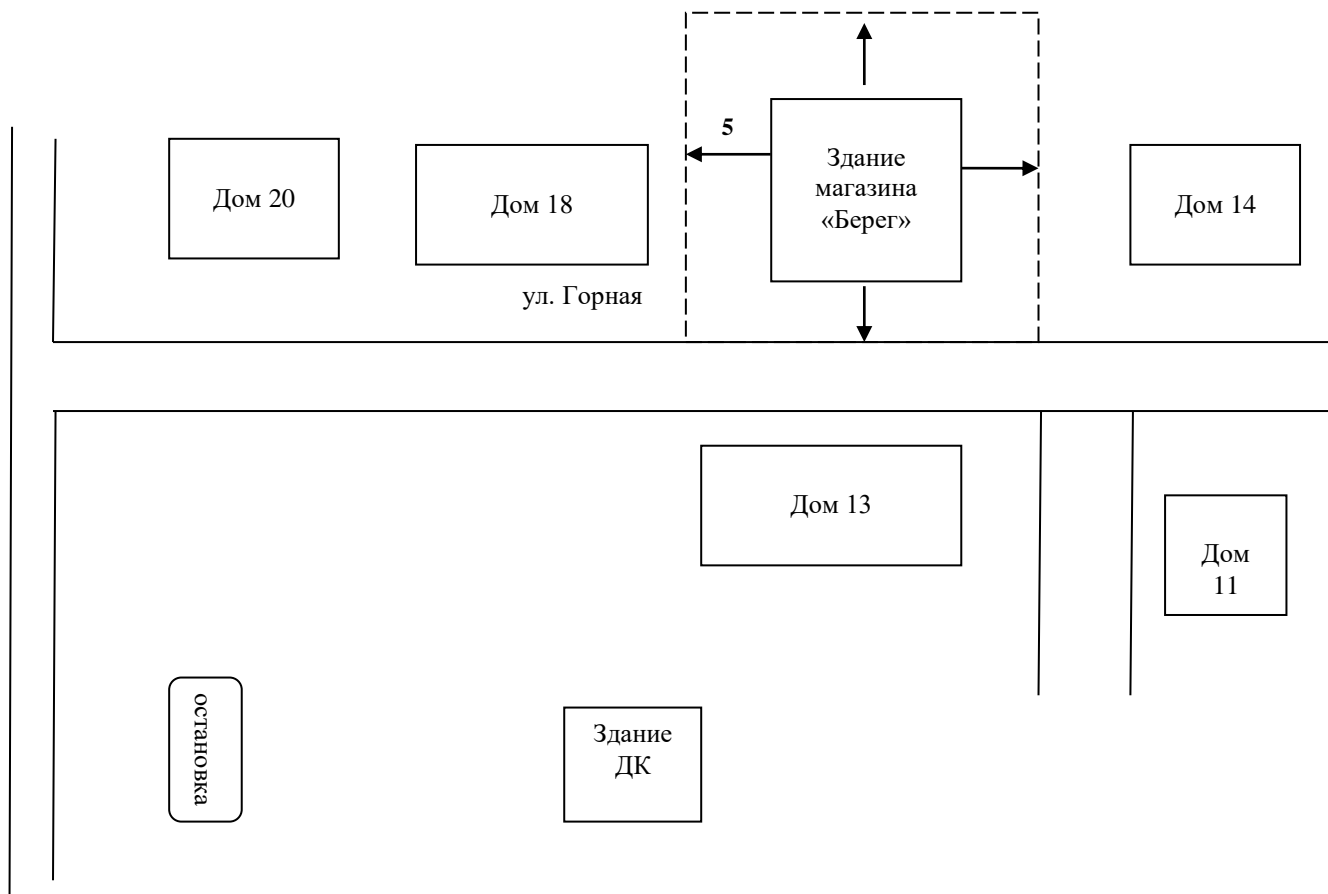 5
Здание
магазина
«Берег»
Дом 20
Дом 18
Дом 14
ул. Горная
Дом 13
Дом
11
остановка
Здание
ДК